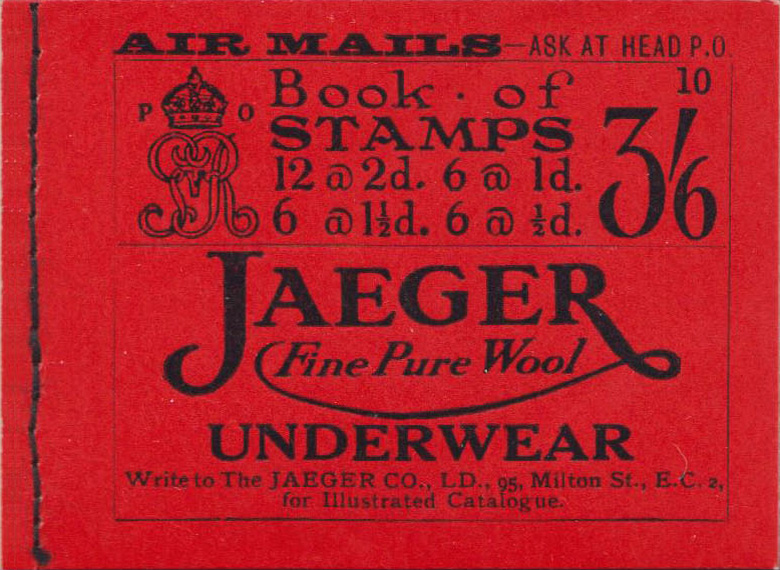 AIR MAILS—ASK AT HEAD P.O.
10
P O
GR
Book · of
STAMPS
3/6
12 @ 2d. 6 @ 1d.
6 @ 1½d. 6 @ ½d.
JAEGER
Fine Pure Wool
UNDERWEAR
Write to The JAEGER CO., LD., 95, Milton St., E.C. 2,
for Illustrated Catalogue.